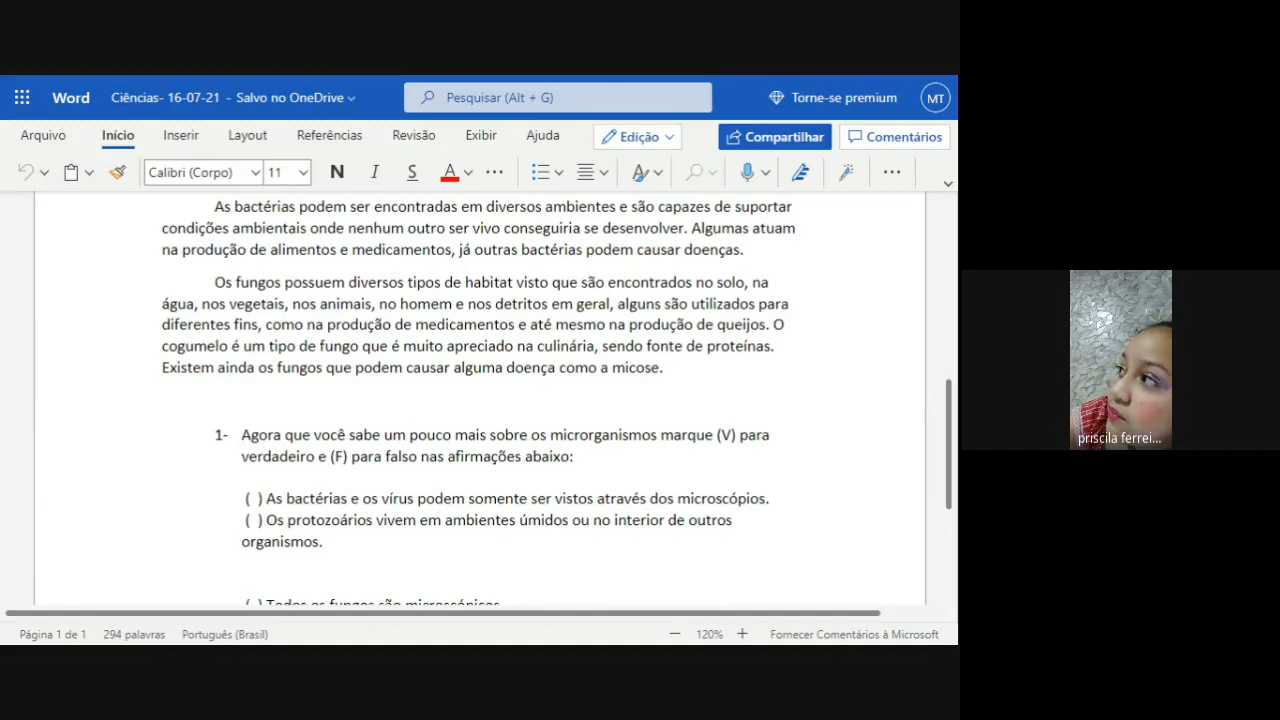 Word Ciências- 16-07-21 - Salvo no OneDrive Pesquisar (Alt + G) Torne-se premium MT
Arquivo Início Inserir Layout Referências Revisão Exibir Ajuda Edição Compartilhar Comentários
Calibri (Corpo) 11 N I S A
As bactérias podem ser encontradas em diversos ambientes e são capazes de suportar
condições ambientais onde nenhum outro ser vivo conseguiria se desenvolver. Algumas atuam
na produção de alimentos e medicamentos, já outras bactérias podem causar doenças.
Os fungos possuem diversos tipos de habitat visto que são encontrados no solo, na
água, nos vegetais, nos animais, no homem e nos detritos em geral, alguns são utilizados para
diferentes fins, como na produção de medicamentos e até mesmo na produção de queijos. O
cogumelo é um tipo de fungo que é muito apreciado na culinária, sendo fonte de proteínas.
Existem ainda os fungos que podem causar alguma doença como a micose.
1- Agora que você sabe um pouco mais sobre os microrganismos marque (V) para
verdadeiro e (F) para falso nas afirmações abaixo:
( ) As bactérias e os vírus podem somente ser vistos através dos microscópios.
( ) Os protozoários vivem em ambientes úmidos ou no interior de outros
organismos.
( ) Todos os fungos são microscópicos
Página 1 de 1 294 palavras Português (Brasil) 120% Fornecer Comentários à Microsoft
priscila ferrei...